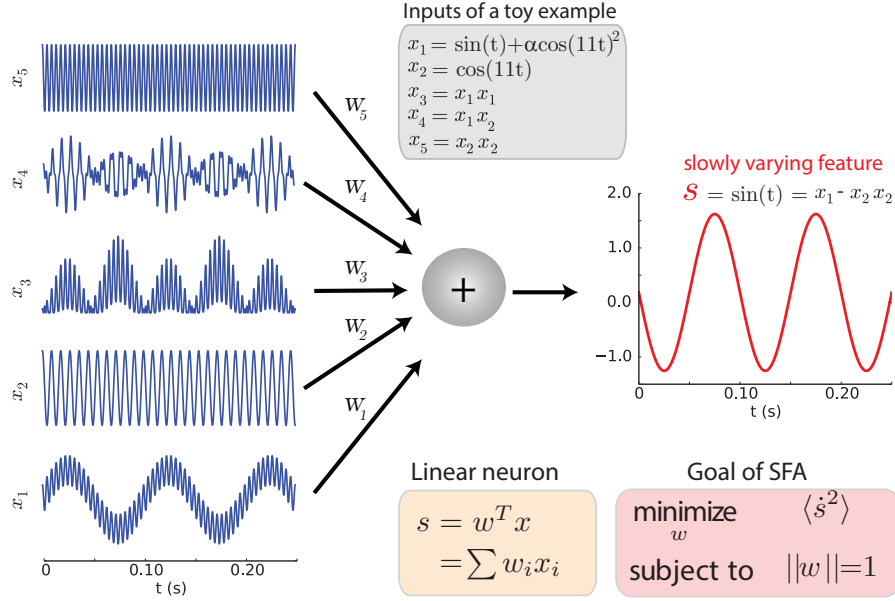 Inputs of a toy example
x₁ = sin(t)+αcos(11t)²
x₂ = cos(11t)
x₃ = x₁x₁
x₄ = x₁x₂
x₅ = x₂x₂
x₅
x₄
x₃
x₂
x₁
0.10 0.20
t (s)
W₅
W₄
W₃
W₂
W₁
+
slowly varying feature
s = sin(t) = x₁ - x₂x₂
2.0
1.0
0.0
−1.0
0 0.10 0.20
t (s)
Linear neuron
s = wᵀx
=∑ wᵢxᵢ
Goal of SFA
minimize ⟨ṡ²⟩
w
subject to ||w||=1